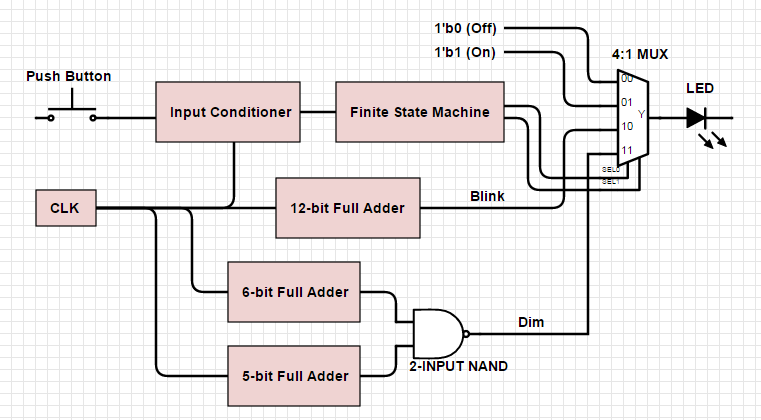 1'b0 (Off)
1'b1 (On)
4:1 MUX
Push Button
LED
00
01
Y
10
11
Input Conditioner
Finite State Machine
SEL0
SEL1
CLK
12-bit Full Adder
Blink
6-bit Full Adder
Dim
2-INPUT NAND
5-bit Full Adder